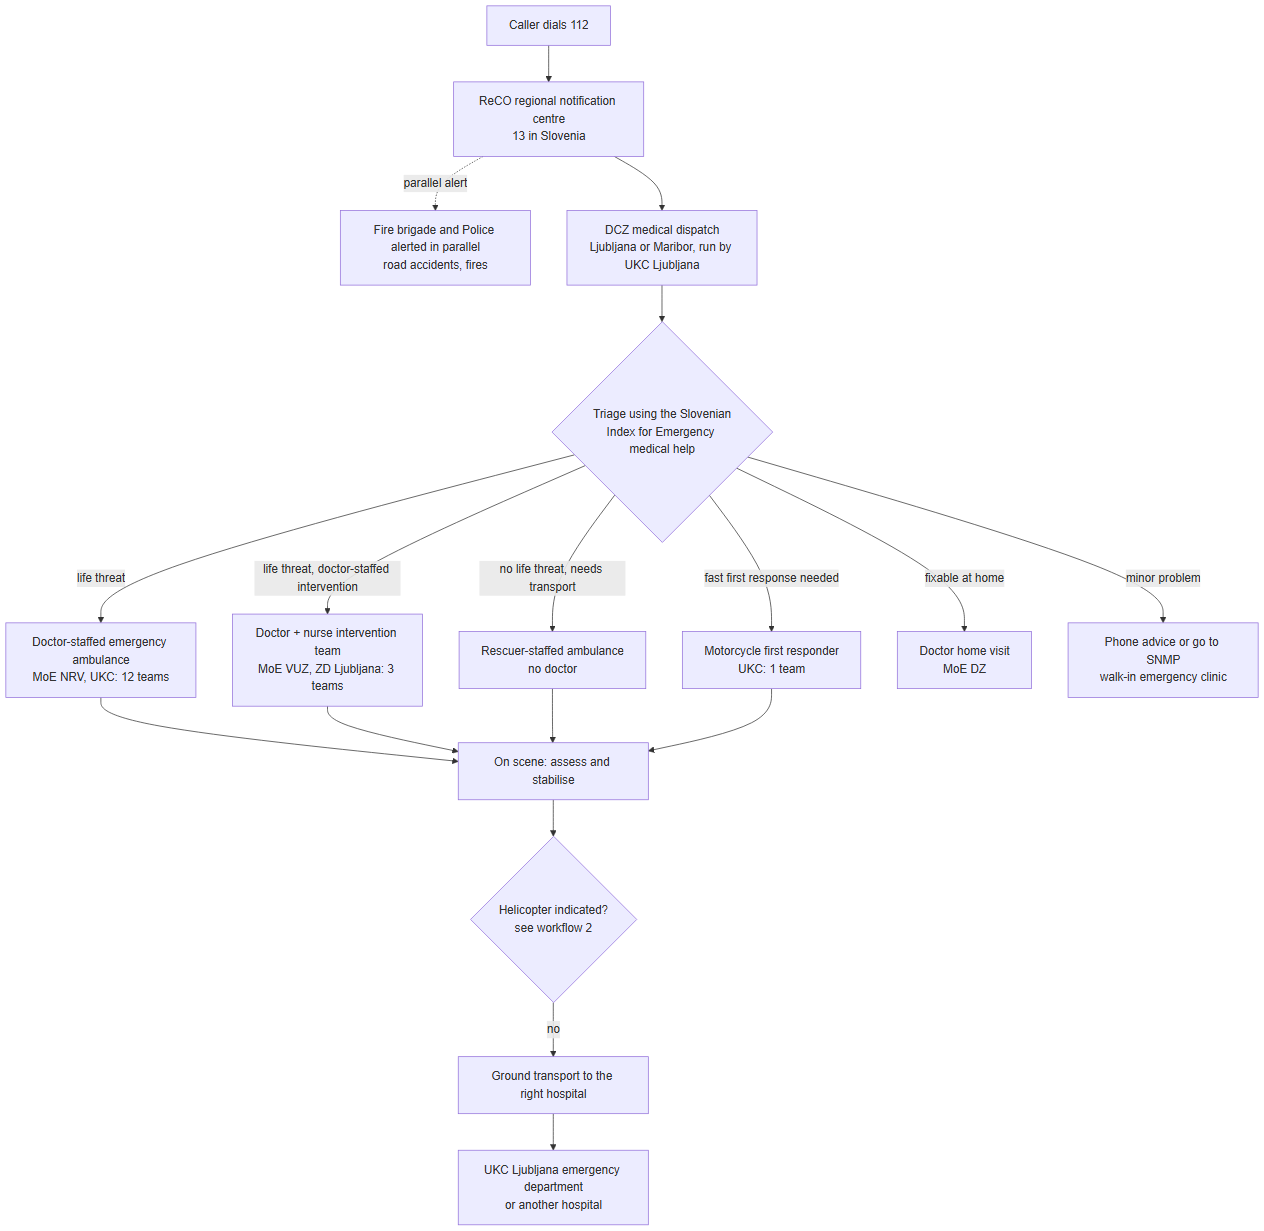 Caller dials 112
ReCO regional notification
centre
13 in Slovenia
parallel alert
Fire brigade and Police
alerted in parallel
road accidents, fires
DCZ medical dispatch
Ljubljana or Maribor, run by
UKC Ljubljana
Triage using the Slovenian
Index for Emergency
medical help
life threat
life threat, doctor-staffed
intervention
no life threat, needs
transport
fast first response needed
fixable at home
minor problem
Doctor-staffed emergency
ambulance
MoE NRV, UKC: 12 teams
Doctor + nurse intervention
team
MoE VUZ, ZD Ljubljana: 3
teams
Rescuer-staffed ambulance
no doctor
Motorcycle first responder
UKC: 1 team
Doctor home visit
MoE DZ
Phone advice or go to
SNMP
walk-in emergency clinic
On scene: assess and
stabilise
Helicopter indicated?
see workflow 2
no
Ground transport to the
right hospital
UKC Ljubljana emergency
department
or another hospital